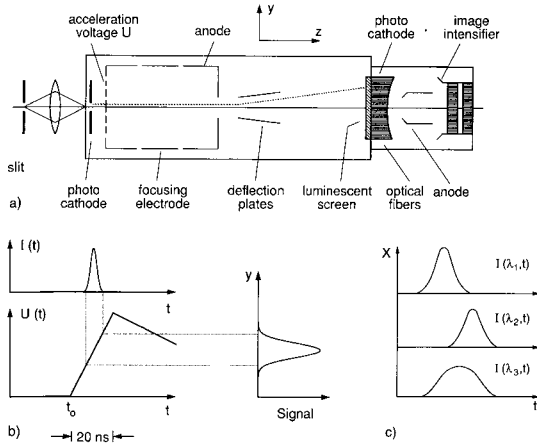 acceleration
voltage U
anode
y
z
photo
cathode
image
intensifier
slit
photo
cathode
focusing
electrode
deflection
plates
luminescent
screen
optical
fibers
anode
a)
I (t)
t
U (t)
t₀
t
20 ns
b)
y
Signal
X
I (λ₁,t)
I (λ₂,t)
I (λ₃,t)
t
c)